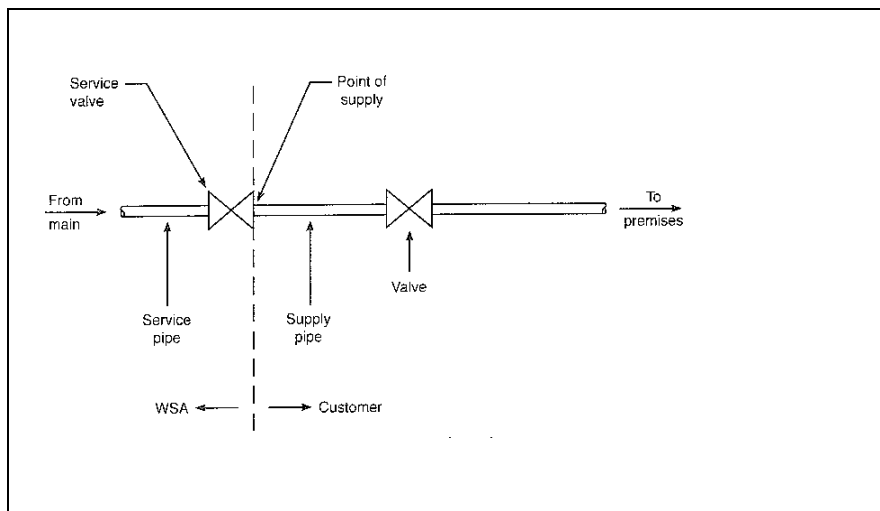 Service
valve
Point of
supply
From
main
To
premises
Valve
Service
pipe
Supply
pipe
WSA
Customer